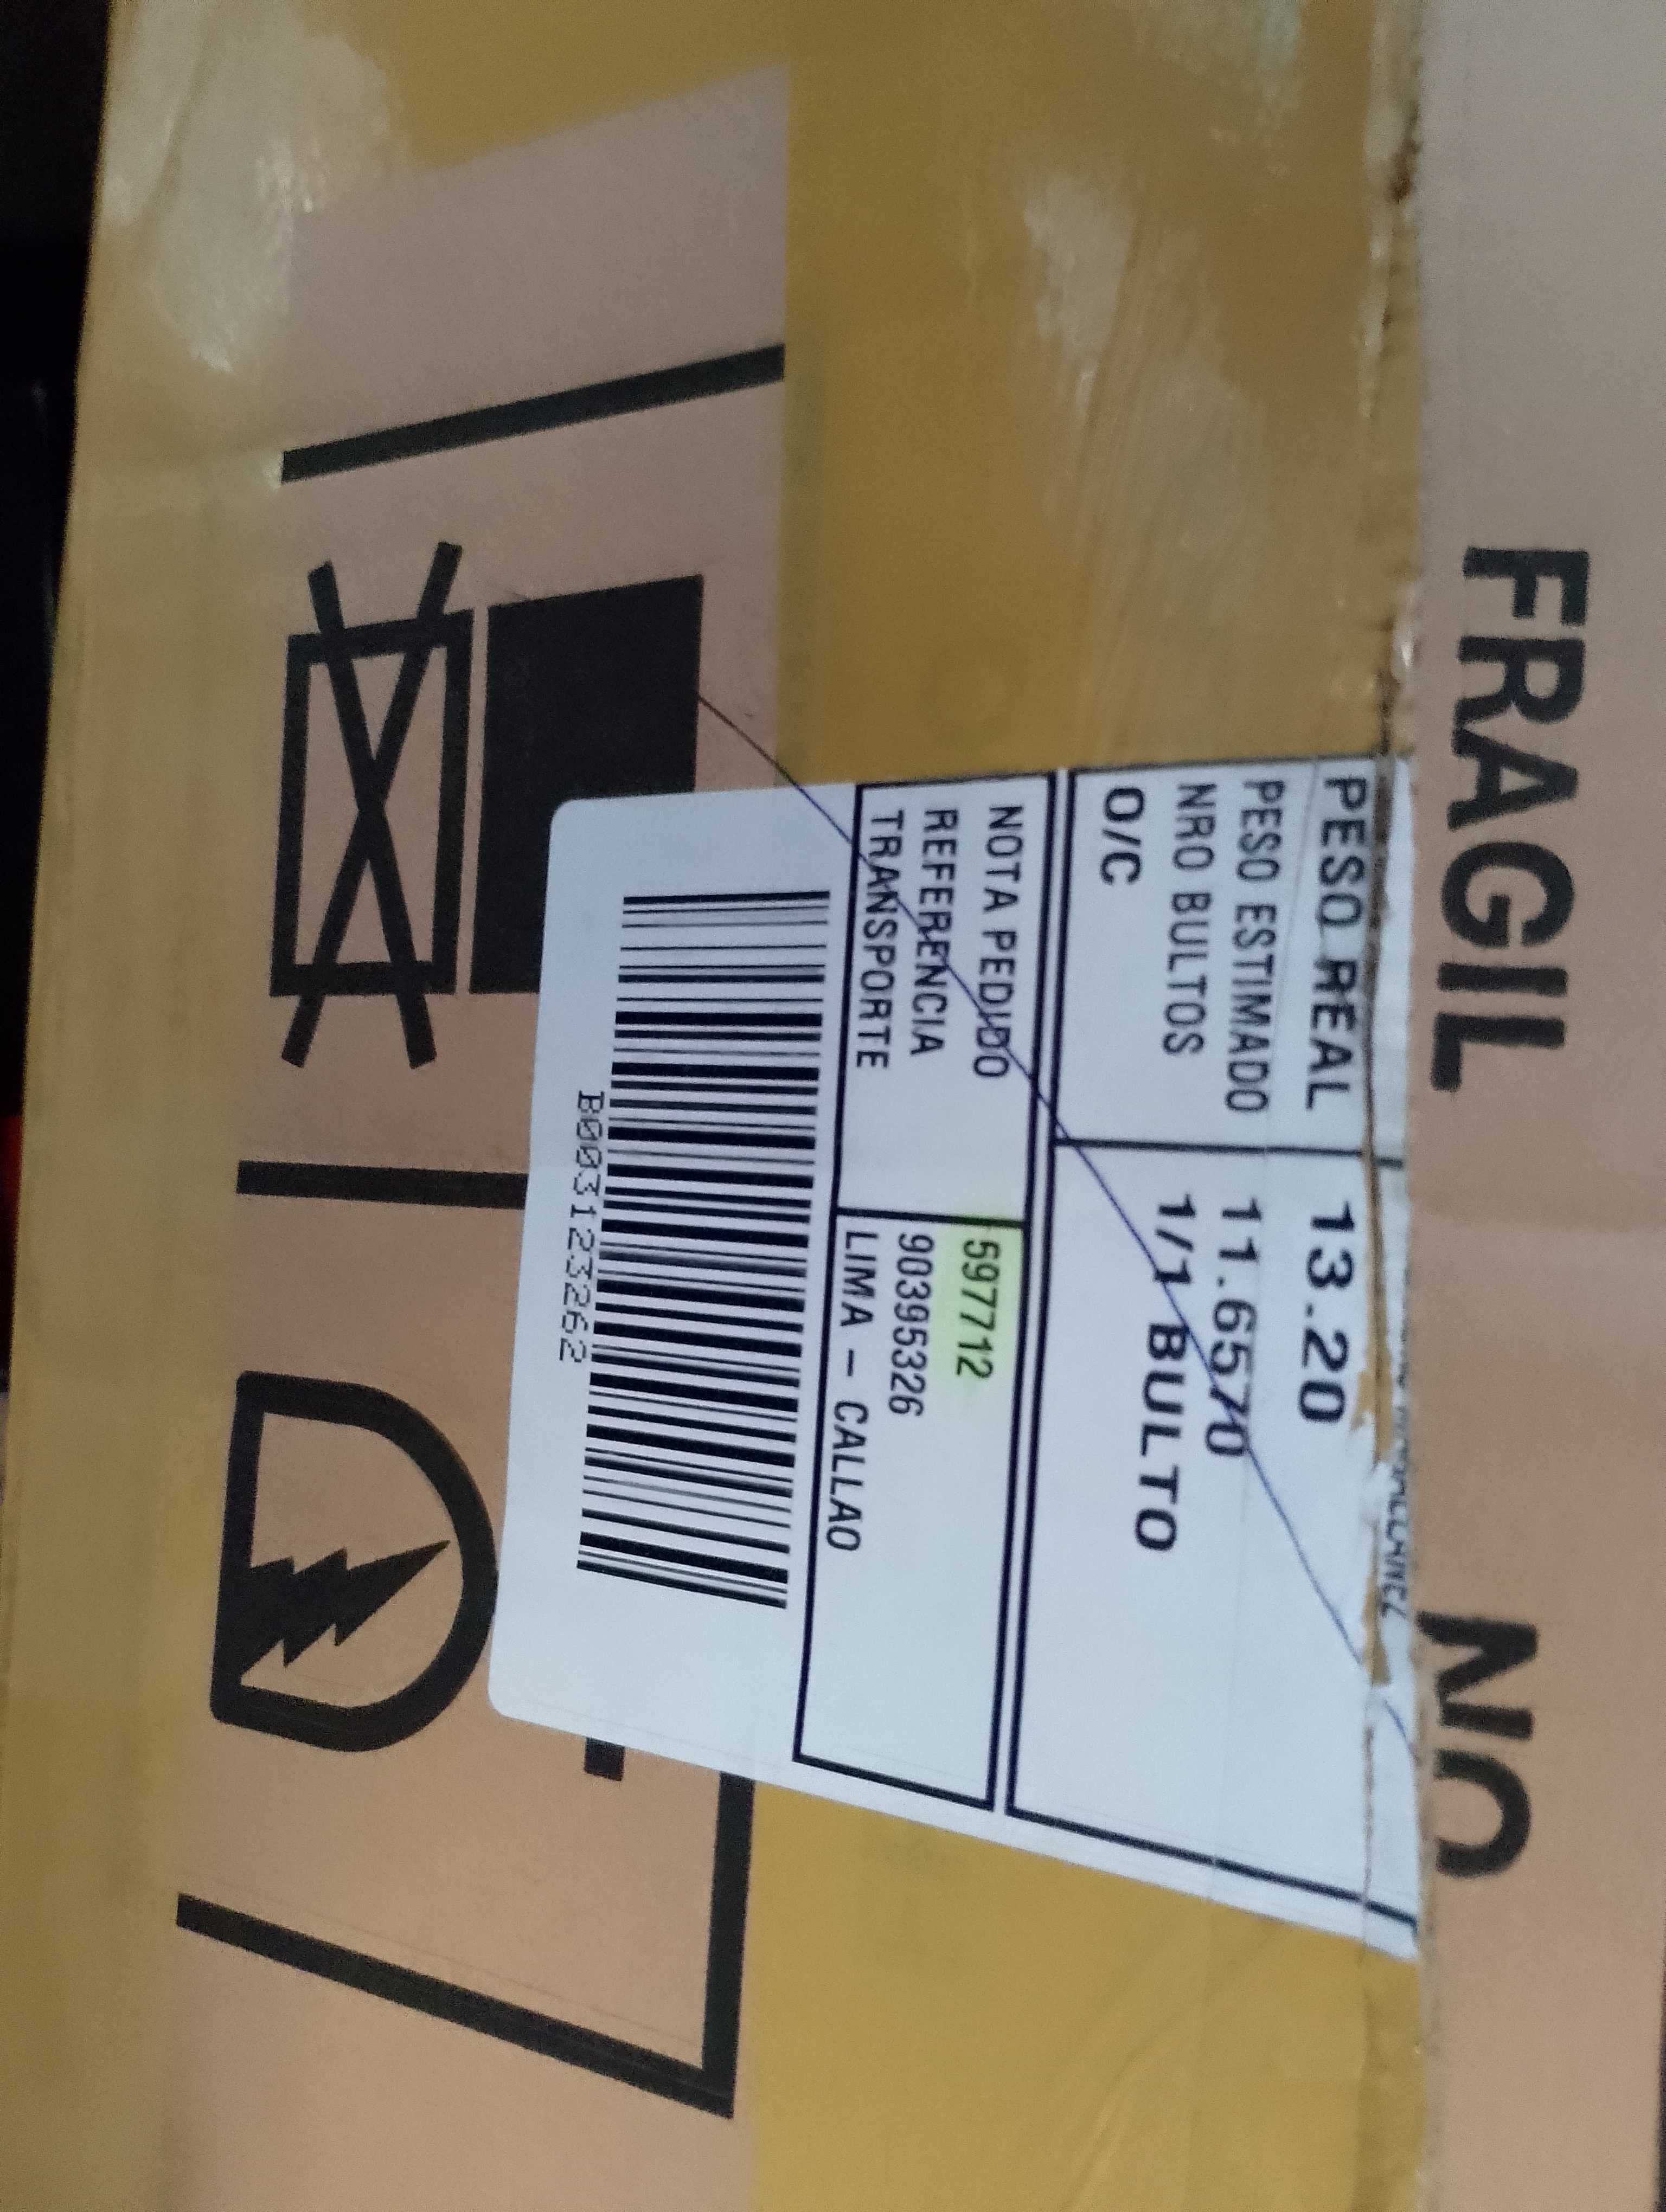 FRAGIL NO
PESO REAL 13.20
PESO ESTIMADO 11.6570
NRO BULTOS 1/1 BULTO
O/C
NOTA PEDIDO 597712
REFERENCIA 90395326
TRANSPORTE LIMA - CALLAO
B003123262